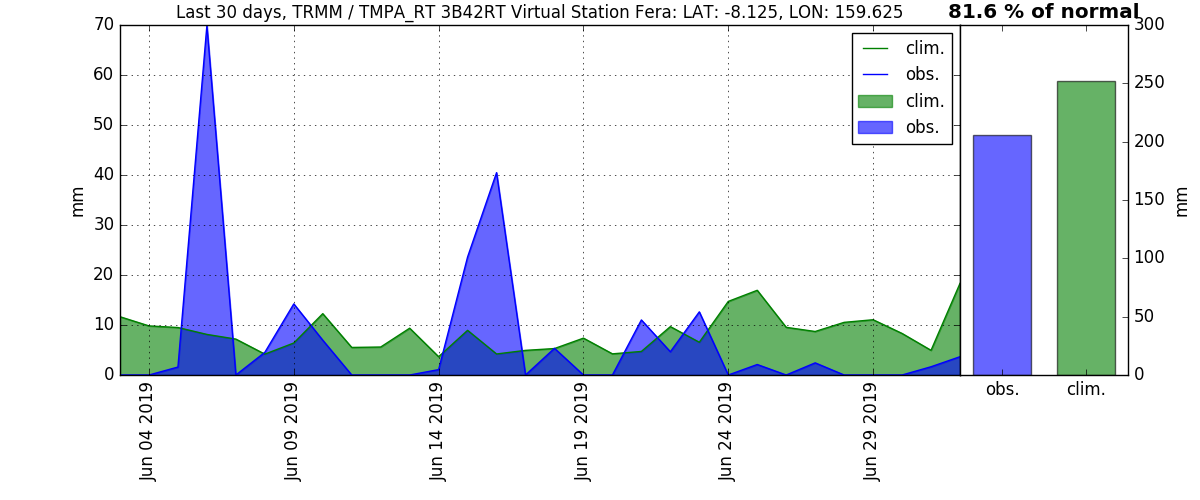 Last 30 days, TRMM / TMPA_RT 3B42RT Virtual Station Fera: LAT: -8.125, LON: 159.625
81.6 % of normal
70
60
50
40
30
20
10
0
mm
clim.
obs.
clim.
obs.
Jun 04 2019
Jun 09 2019
Jun 14 2019
Jun 19 2019
Jun 24 2019
Jun 29 2019
300
250
200
150
100
50
0
mm
obs.
clim.